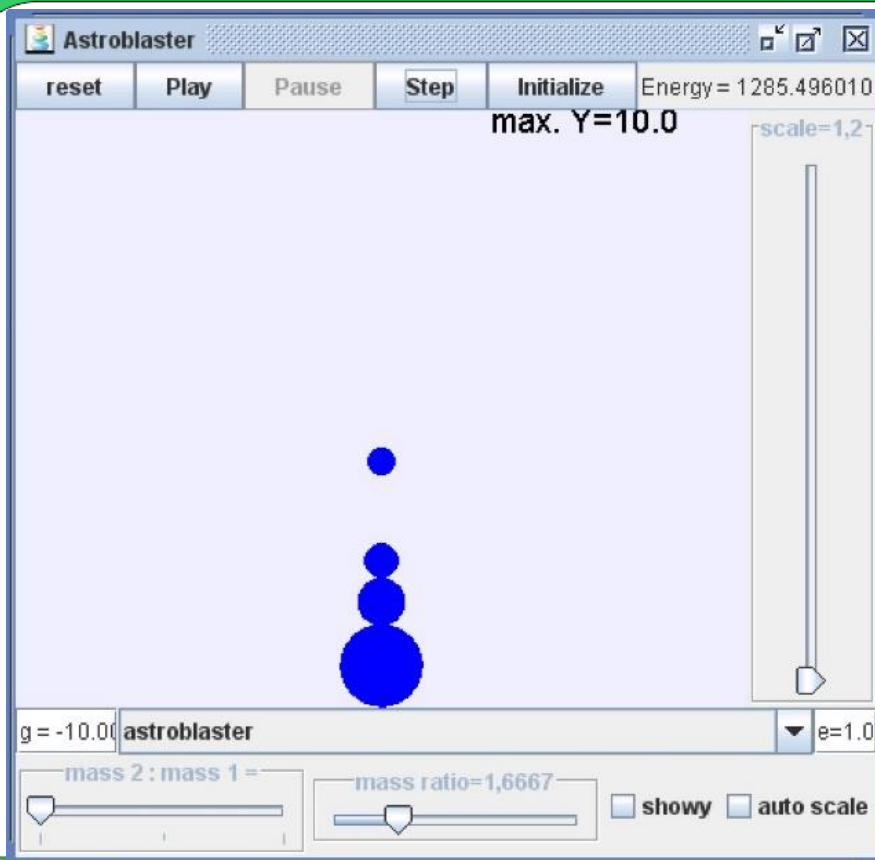 Astroblaster
reset Play Pause Step Initialize Energy = 1285.496010
max. Y=10.0
scale=1,2
g = -10.00 astroblaster e=1.0
mass 2 : mass 1 =
mass ratio=1,6667
showy auto scale